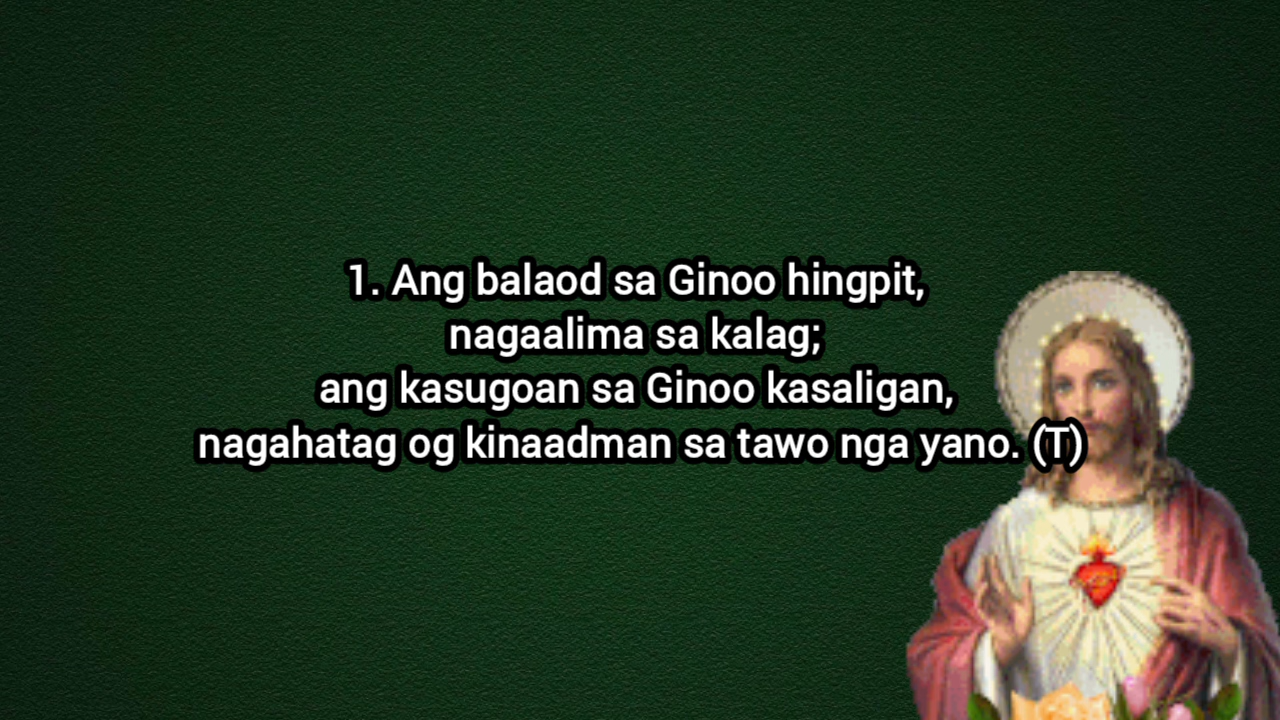 1. Ang balaod sa Ginoo hingpit,
nagaalima sa kalag;
ang kasugoan sa Ginoo kasaligan,
nagahatag og kinaadman sa tawo nga yano. (T)